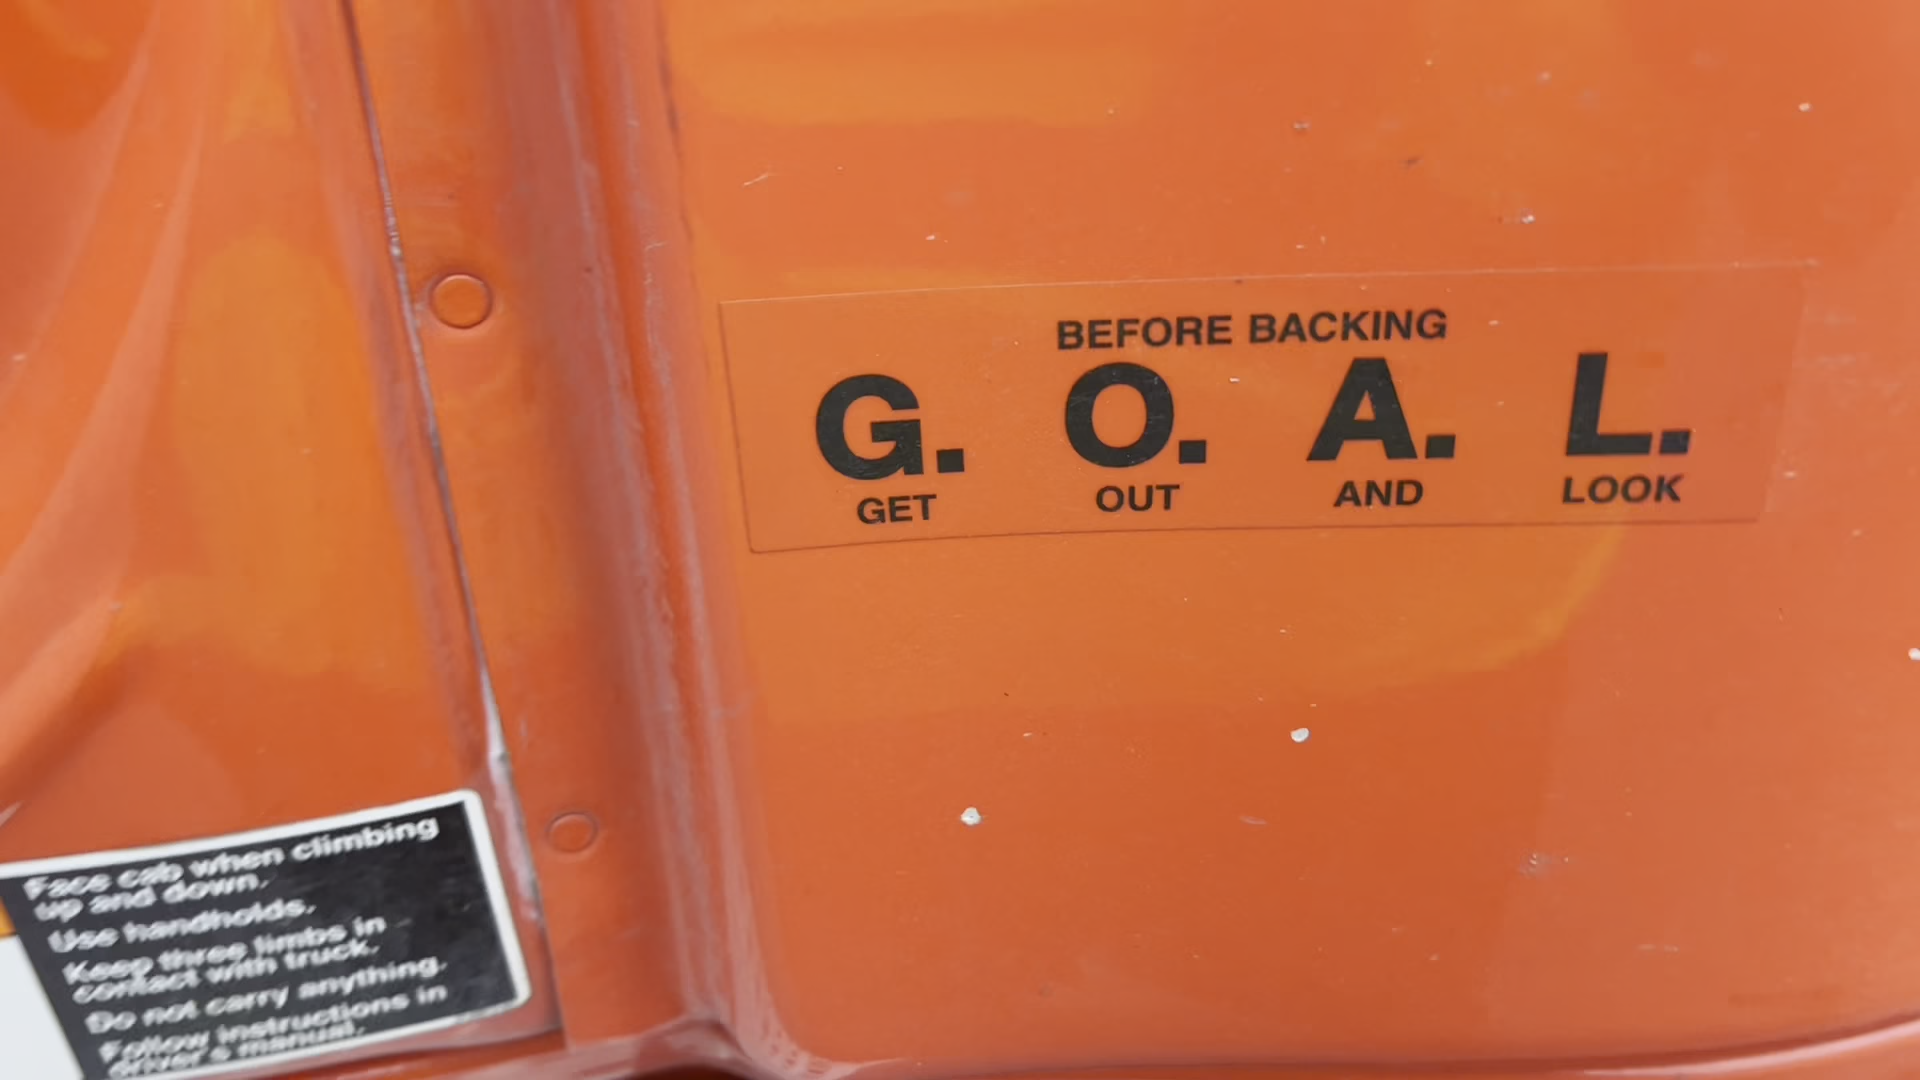 BEFORE BACKING
G. O. A. L.
GET OUT AND LOOK
Face cab when climbing
up and down.
Use handholds.
Keep three limbs in
contact with truck.
Do not carry anything.
Follow instructions in
driver's manual.